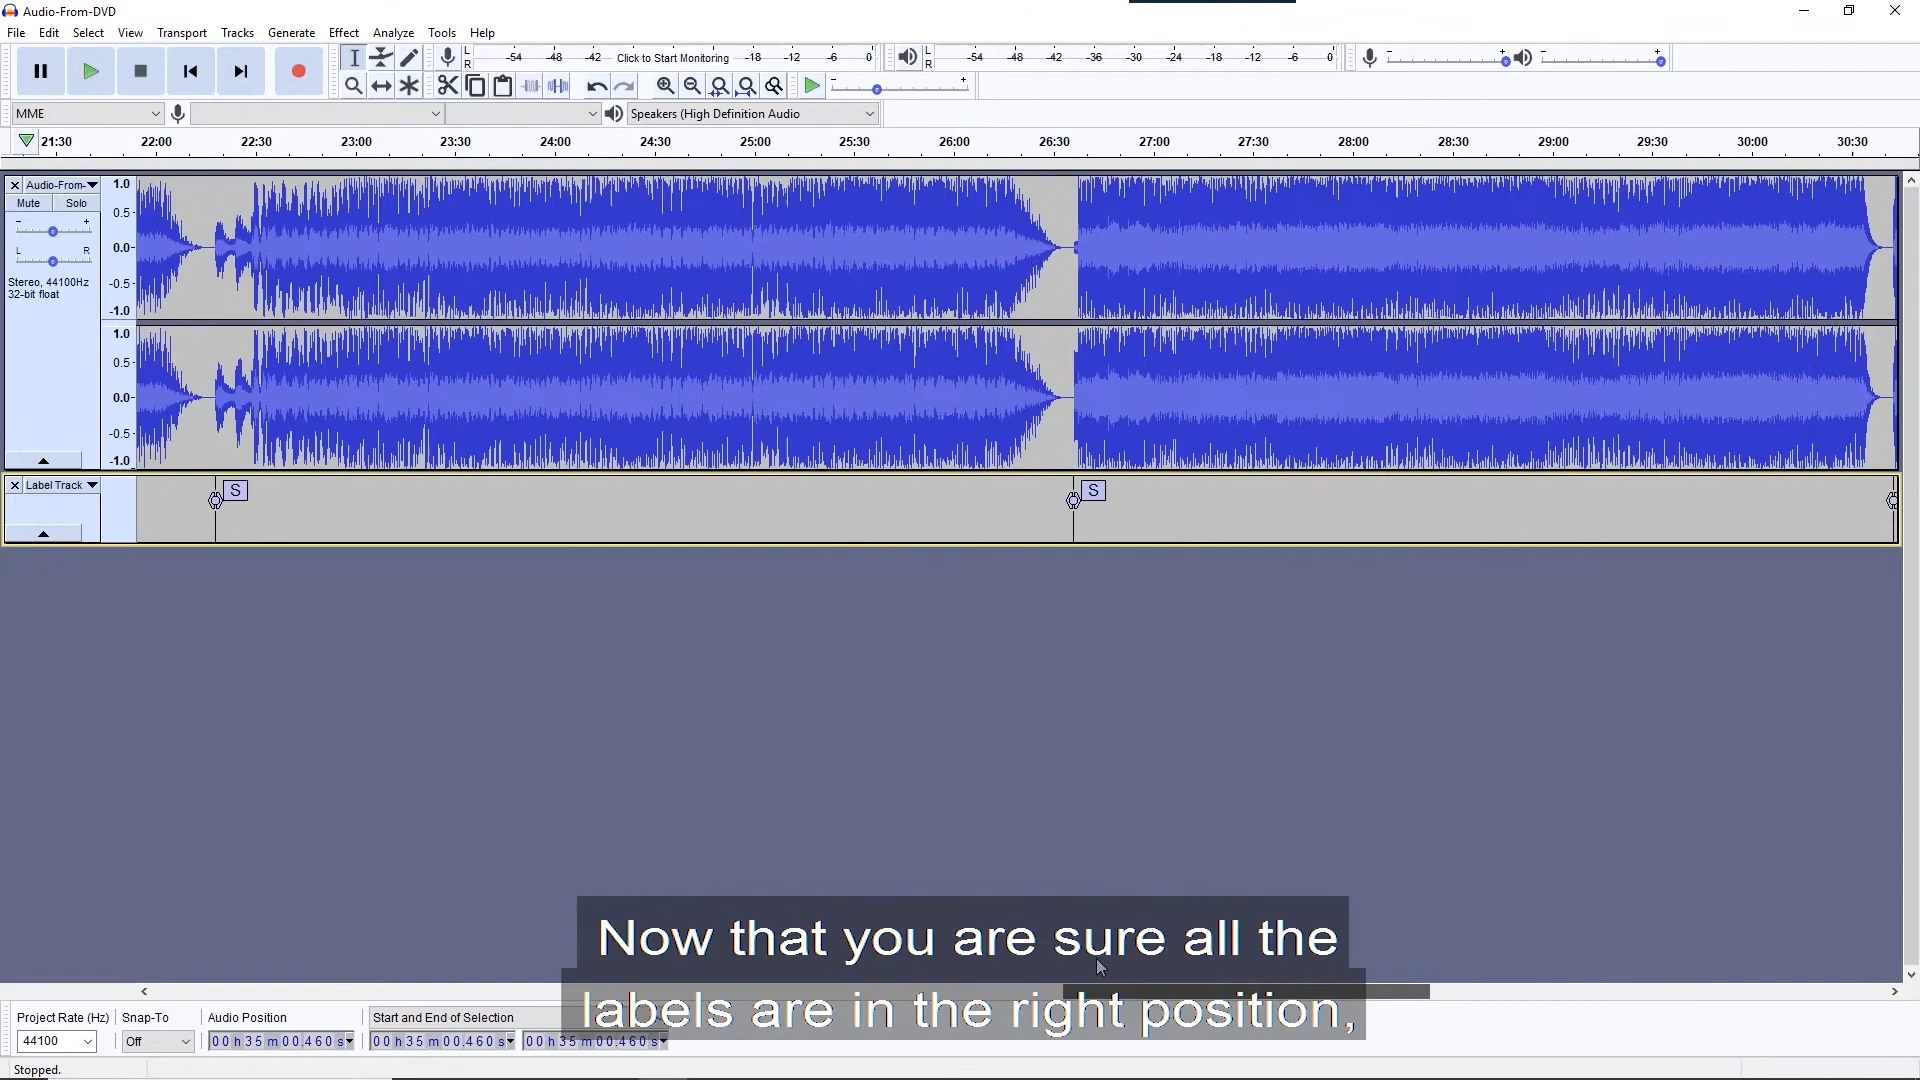 Audio-From-DVD
File Edit Select View Transport Tracks Generate Effect Analyze Tools Help
L R -54 -48 -42 Click to Start Monitoring -18 -12 -6 0 L R -54 -48 -42 -36 -30 -24 -18 -12 -6 0 - + - +
- +
MME Speakers (High Definition Audio
21:30 22:00 22:30 23:00 23:30 24:00 24:30 25:00 25:30 26:00 26:30 27:00 27:30 28:00 28:30 29:00 29:30 30:00 30:30
Audio-From- 1.0
Mute Solo
- + 0.5
L R 0.0
Stereo, 44100Hz -0.5
32-bit float
-1.0
1.0
0.5
0.0
-0.5
-1.0
Label Track S S
Now that you are sure all the
labels are in the right position,
Project Rate (Hz) Snap-To Audio Position Start and End of Selection
44100 Off 00 h 35 m 00.460 s 00 h 35 m 00.460 s 00 h 35 m 00.460 s
Stopped.